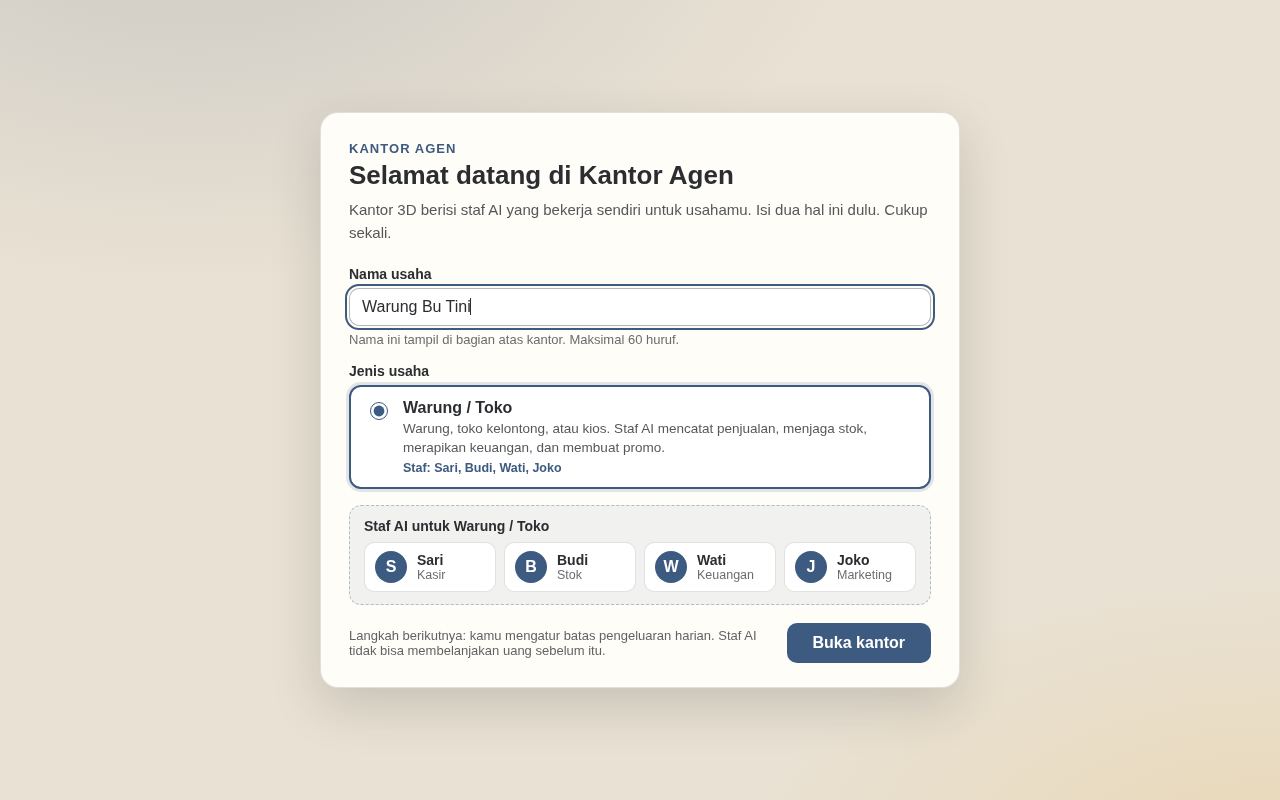 KANTOR AGEN
Selamat datang di Kantor Agen
Kantor 3D berisi staf AI yang bekerja sendiri untuk usahamu. Isi dua hal ini dulu. Cukup
sekali.
Nama usaha
Warung Bu Tini
Nama ini tampil di bagian atas kantor. Maksimal 60 huruf.
Jenis usaha
Warung / Toko
Warung, toko kelontong, atau kios. Staf AI mencatat penjualan, menjaga stok,
merapikan keuangan, dan membuat promo.
Staf: Sari, Budi, Wati, Joko
Staf AI untuk Warung / Toko
S Sari
Kasir
B Budi
Stok
W Wati
Keuangan
J Joko
Marketing
Langkah berikutnya: kamu mengatur batas pengeluaran harian. Staf AI
tidak bisa membelanjakan uang sebelum itu.
Buka kantor